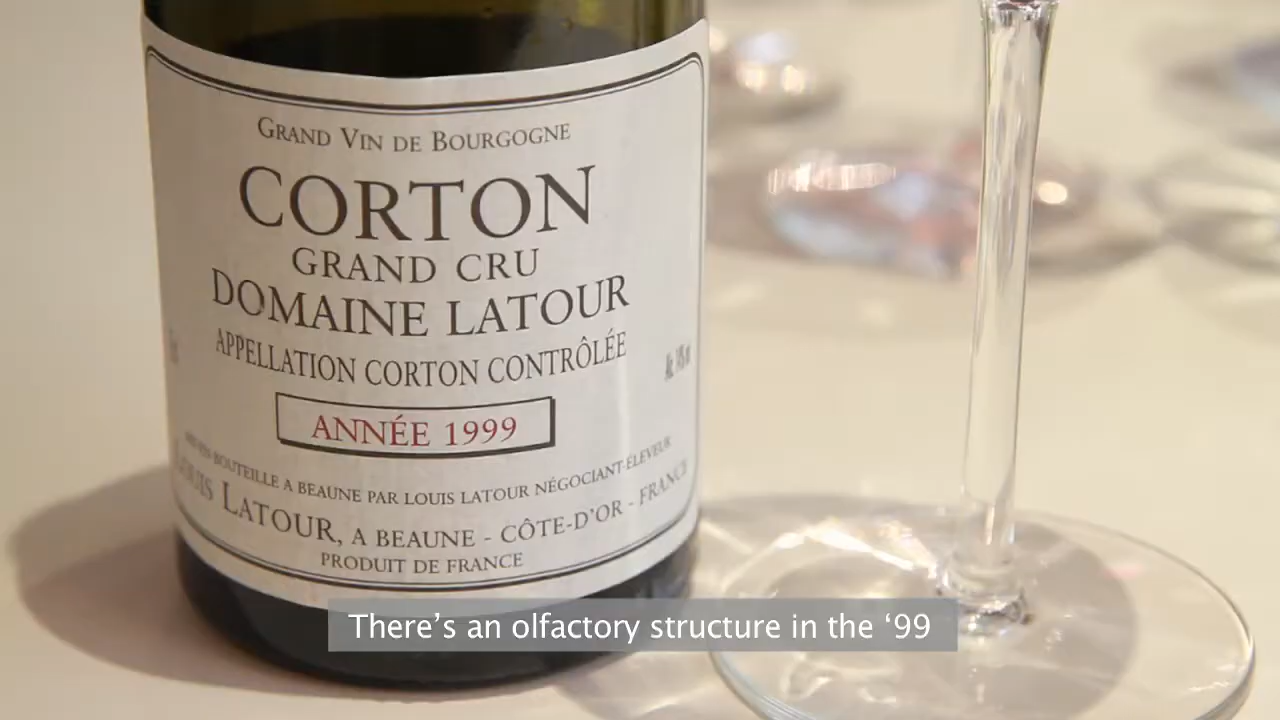 GRAND VIN DE BOURGOGNE
CORTON
GRAND CRU
DOMAINE LATOUR
APPELLATION CORTON CONTRÔLÉE
ANNÉE 1999
BOUTEILLE A BEAUNE PAR LOUIS LATOUR NÉGOCIANT-ÉLEVEUR
LOUIS LATOUR, A BEAUNE - CÔTE-D'OR - FRANCE
PRODUIT DE FRANCE
There's an olfactory structure in the ‘99